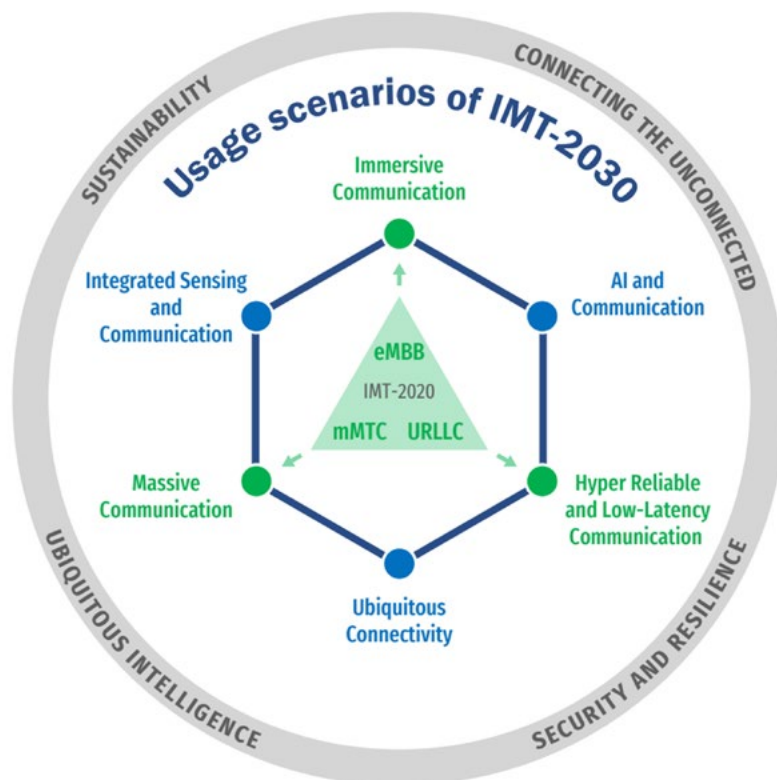 SUSTAINABILITY
CONNECTING THE UNCONNECTED
Usage scenarios of IMT-2030
Immersive
Communication
Integrated Sensing
and
Communication
AI and
Communication
eMBB
IMT-2020
mMTC URLLC
Massive
Communication
Hyper Reliable
and Low-Latency
Communication
Ubiquitous
Connectivity
UBIQUITOUS INTELLIGENCE
SECURITY AND RESILIENCE